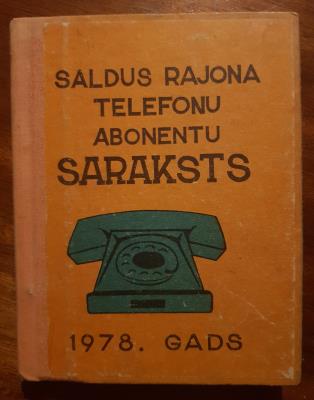 SALDUS RAJONA
TELEFONU
ABONENTU
SARAKSTS
1978. GADS